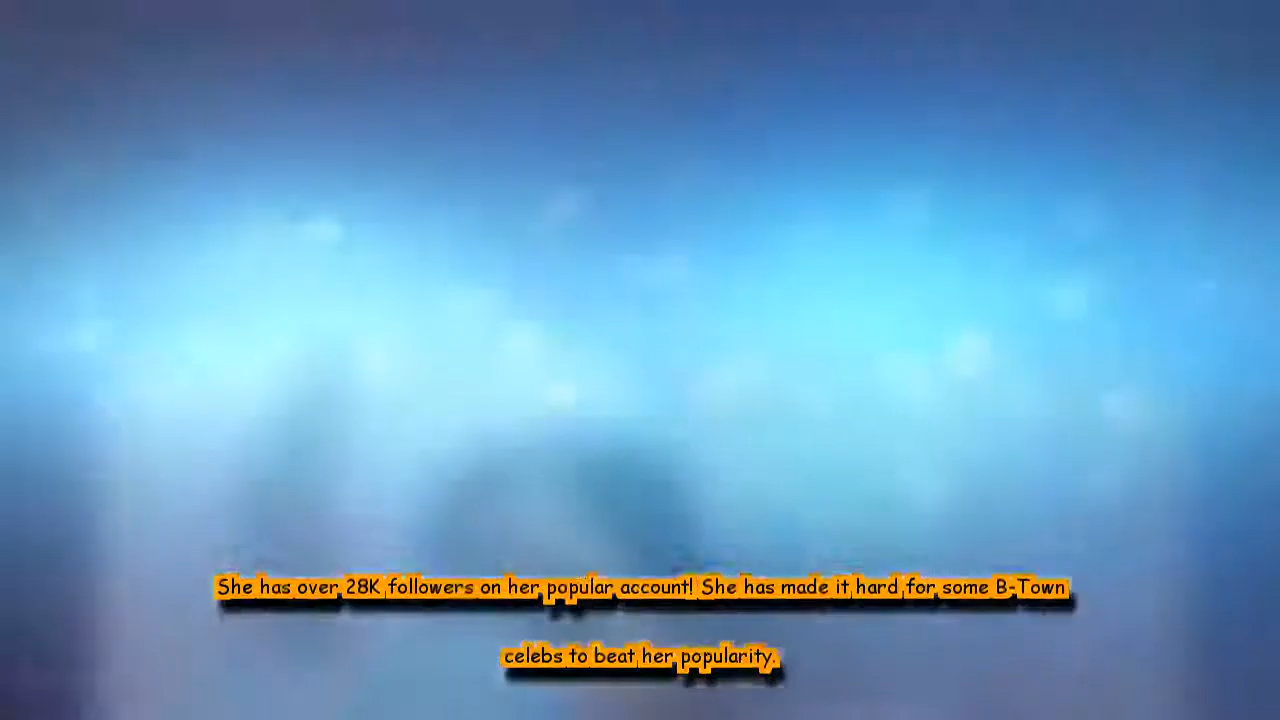 She has over 28K followers on her popular account! She has made it hard for some B-Town
celebs to beat her popularity.